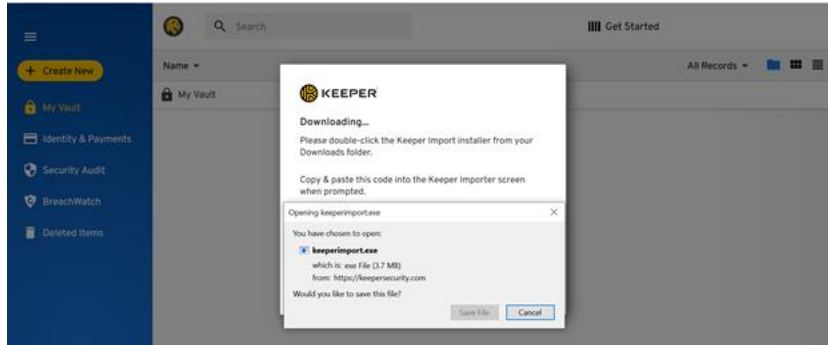 Search
Get Started
+ Create New
Name
All Records
My Vault
My Vault
Identity & Payments
Security Audit
BreachWatch
Deleted Items
KEEPER
Downloading...
Please double-click the Keeper Import installer from your
Downloads folder.
Copy & paste this code into the Keeper Importer screen
when prompted.
Opening keeperimport.exe
You have chosen to open:
keeperimport.exe
which is: exe File (3.7 MB)
from: https://keepersecurity.com
Would you like to save this file?
Save File
Cancel